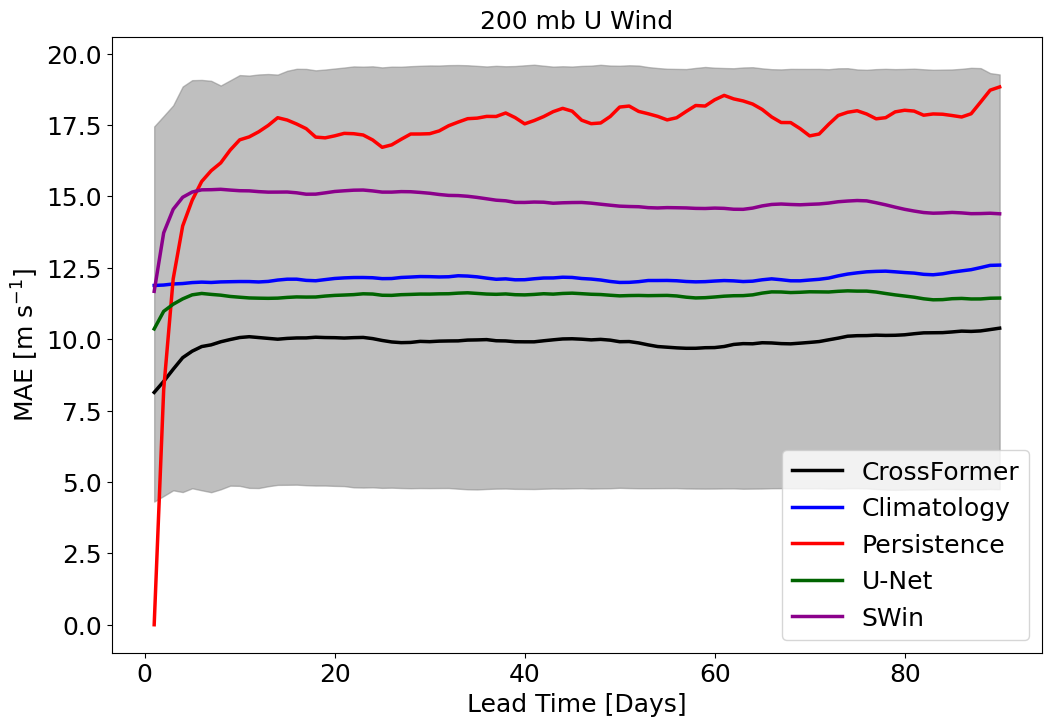 200 mb U Wind
MAE [m s⁻¹]
20.0
17.5
15.0
12.5
10.0
7.5
5.0
2.5
0.0
0 20 40 60 80
Lead Time [Days]
CrossFormer
Climatology
Persistence
U-Net
SWin